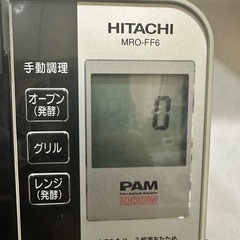 HITACHI
MRO-FF6
手動調理
オーブン
(発酵)
0
グリル
レンジ
(発酵)
PAM
1000W